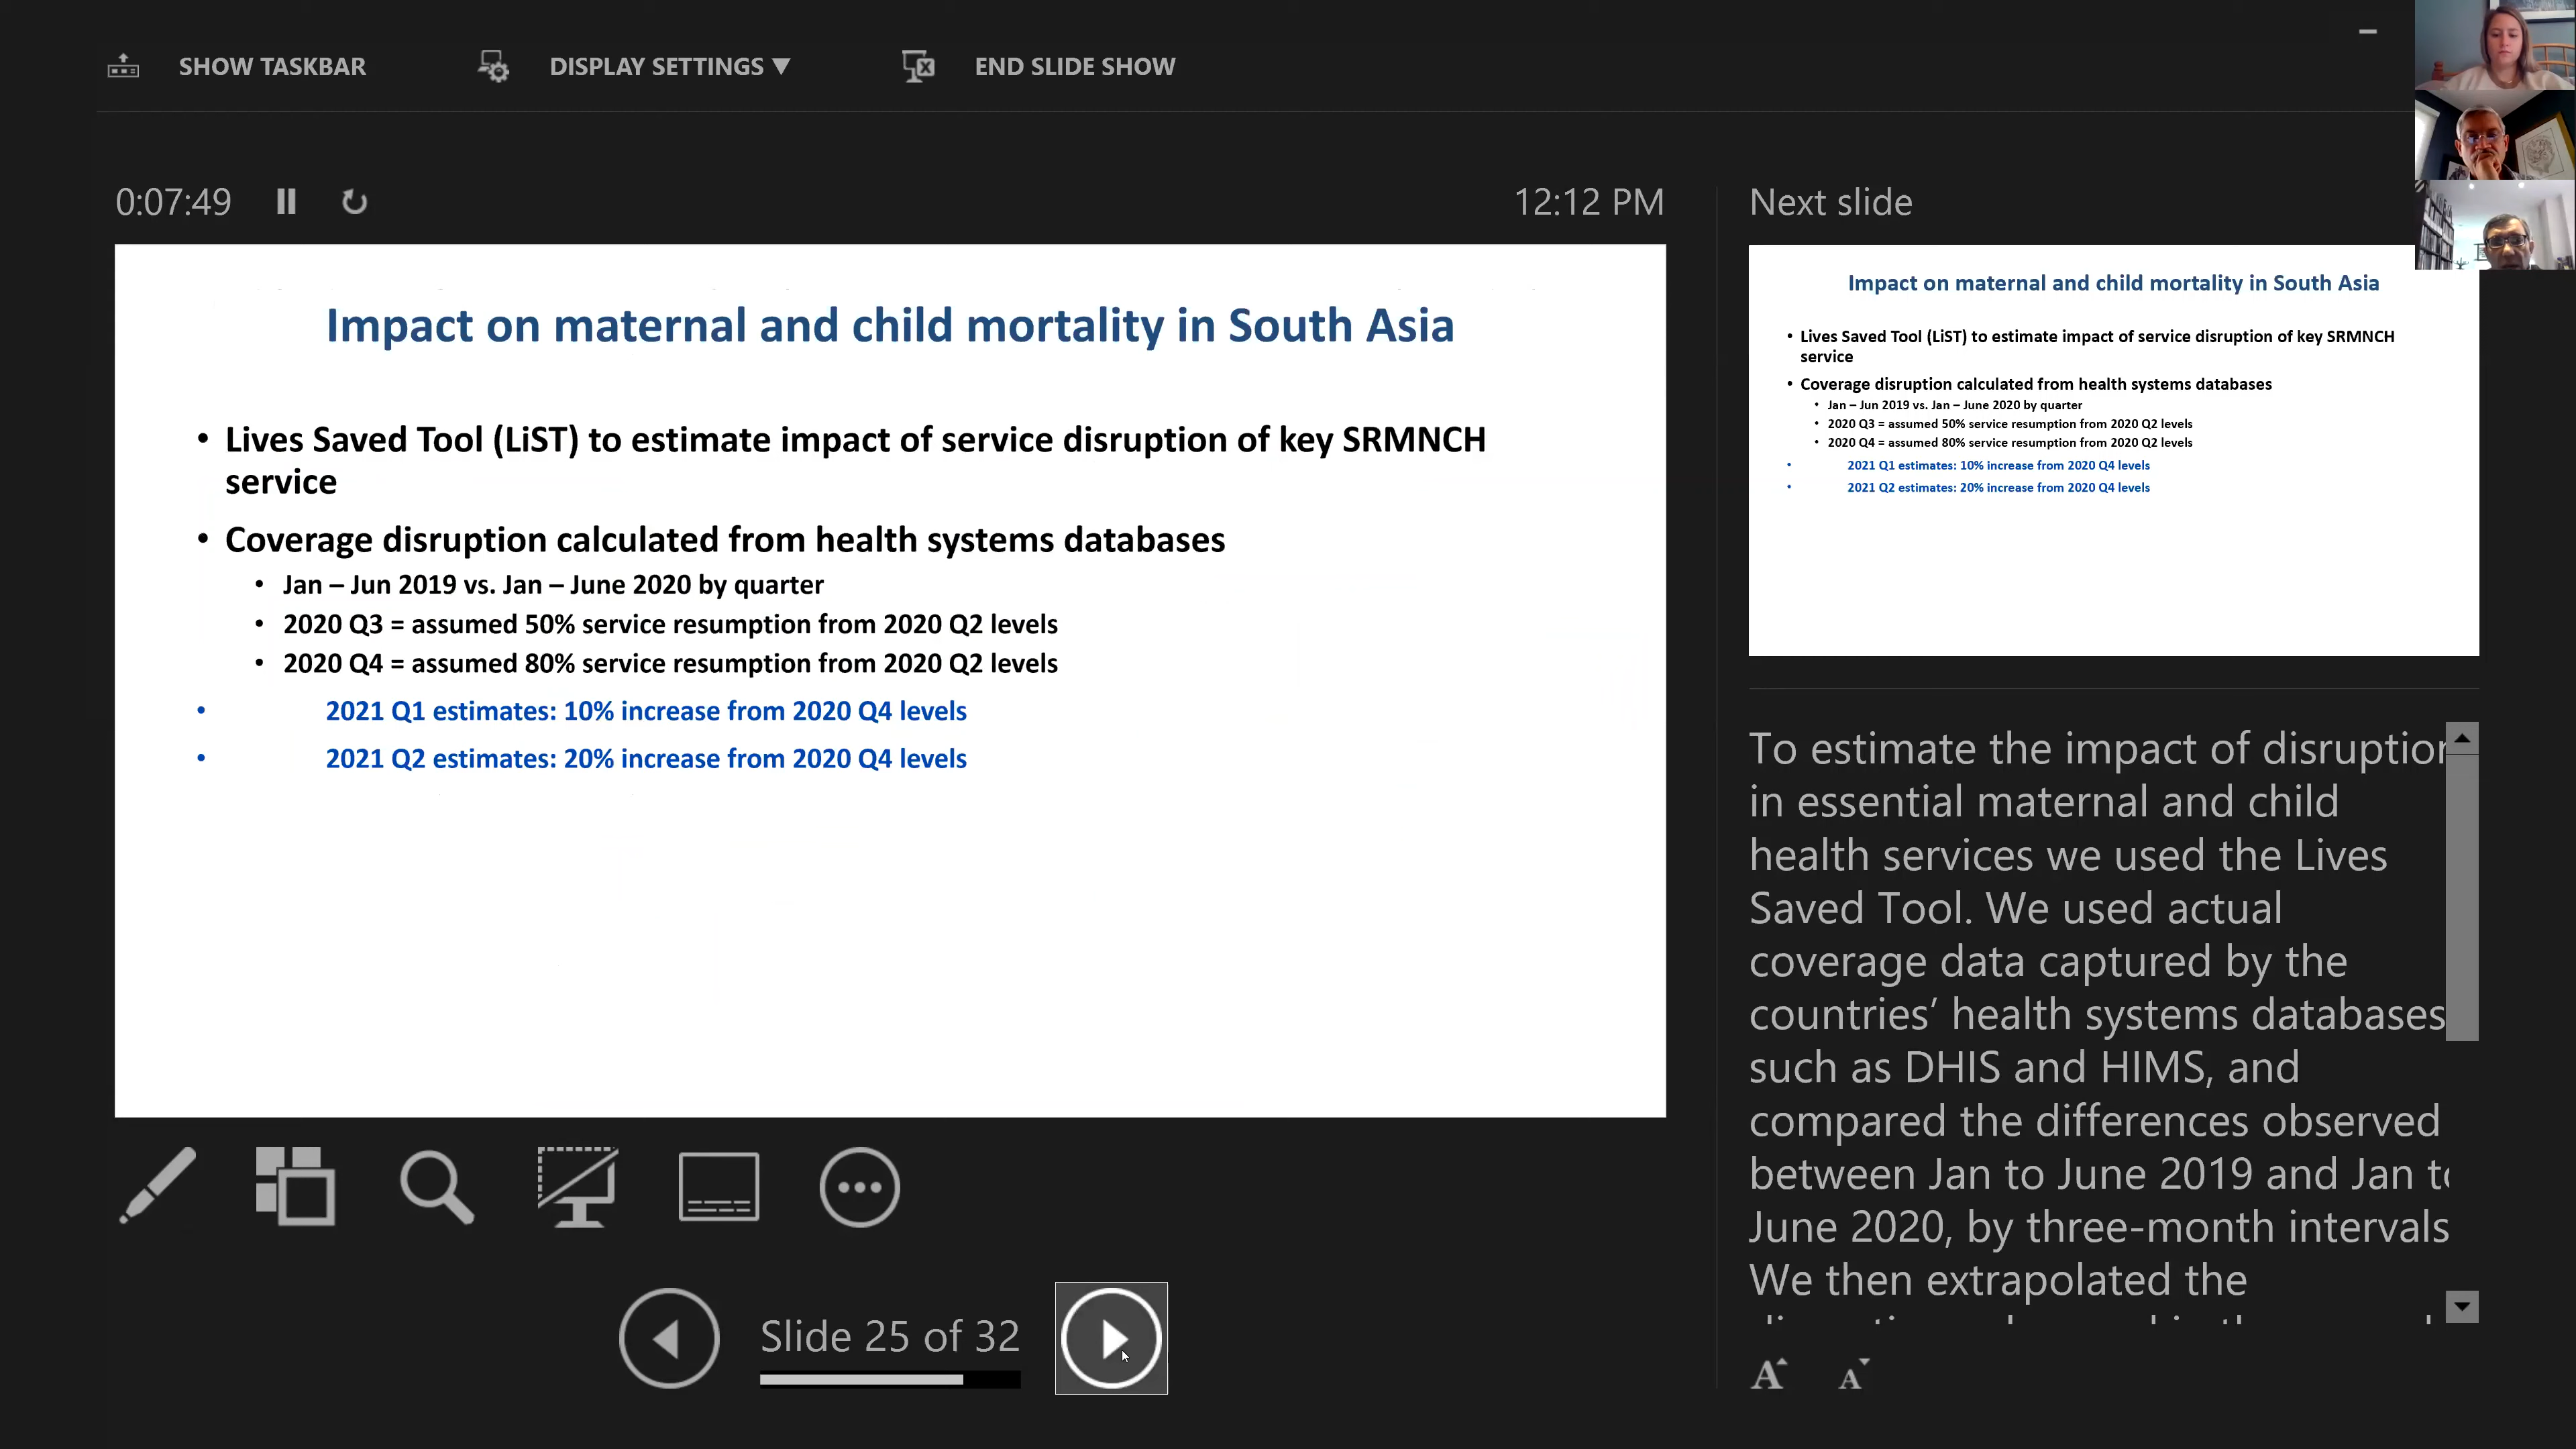 SHOW TASKBAR
DISPLAY SETTINGS ▼
END SLIDE SHOW
0:07:49
12:12 PM
Impact on maternal and child mortality in South Asia
• Lives Saved Tool (LiST) to estimate impact of service disruption of key SRMNCH
service
• Coverage disruption calculated from health systems databases
• Jan – Jun 2019 vs. Jan – June 2020 by quarter
• 2020 Q3 = assumed 50% service resumption from 2020 Q2 levels
• 2020 Q4 = assumed 80% service resumption from 2020 Q2 levels
• 2021 Q1 estimates: 10% increase from 2020 Q4 levels
• 2021 Q2 estimates: 20% increase from 2020 Q4 levels
Slide 25 of 32
Next slide
Impact on maternal and child mortality in South Asia
• Lives Saved Tool (LiST) to estimate impact of service disruption of key SRMNCH
service
• Coverage disruption calculated from health systems databases
• Jan – Jun 2019 vs. Jan – June 2020 by quarter
• 2020 Q3 = assumed 50% service resumption from 2020 Q2 levels
• 2020 Q4 = assumed 80% service resumption from 2020 Q2 levels
• 2021 Q1 estimates: 10% increase from 2020 Q4 levels
• 2021 Q2 estimates: 20% increase from 2020 Q4 levels
To estimate the impact of disruption
in essential maternal and child
health services we used the Lives
Saved Tool. We used actual
coverage data captured by the
countries’ health systems databases
such as DHIS and HIMS, and
compared the differences observed
between Jan to June 2019 and Jan to
June 2020, by three-month intervals
We then extrapolated the
A A